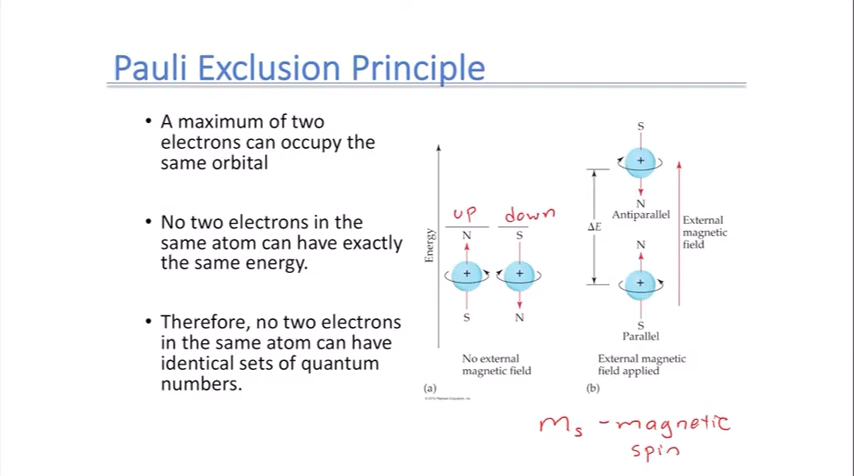 Pauli Exclusion Principle
• A maximum of two
electrons can occupy the
same orbital
• No two electrons in the
same atom can have exactly
the same energy.
• Therefore, no two electrons
in the same atom can have
identical sets of quantum
numbers.
Energy
up down
N S
+ +
S N
No external
magnetic field
(a)
S
+
N
Antiparallel
ΔE
External
magnetic
field
N
+
S
Parallel
External magnetic
field applied
(b)
ms - magnetic
spin